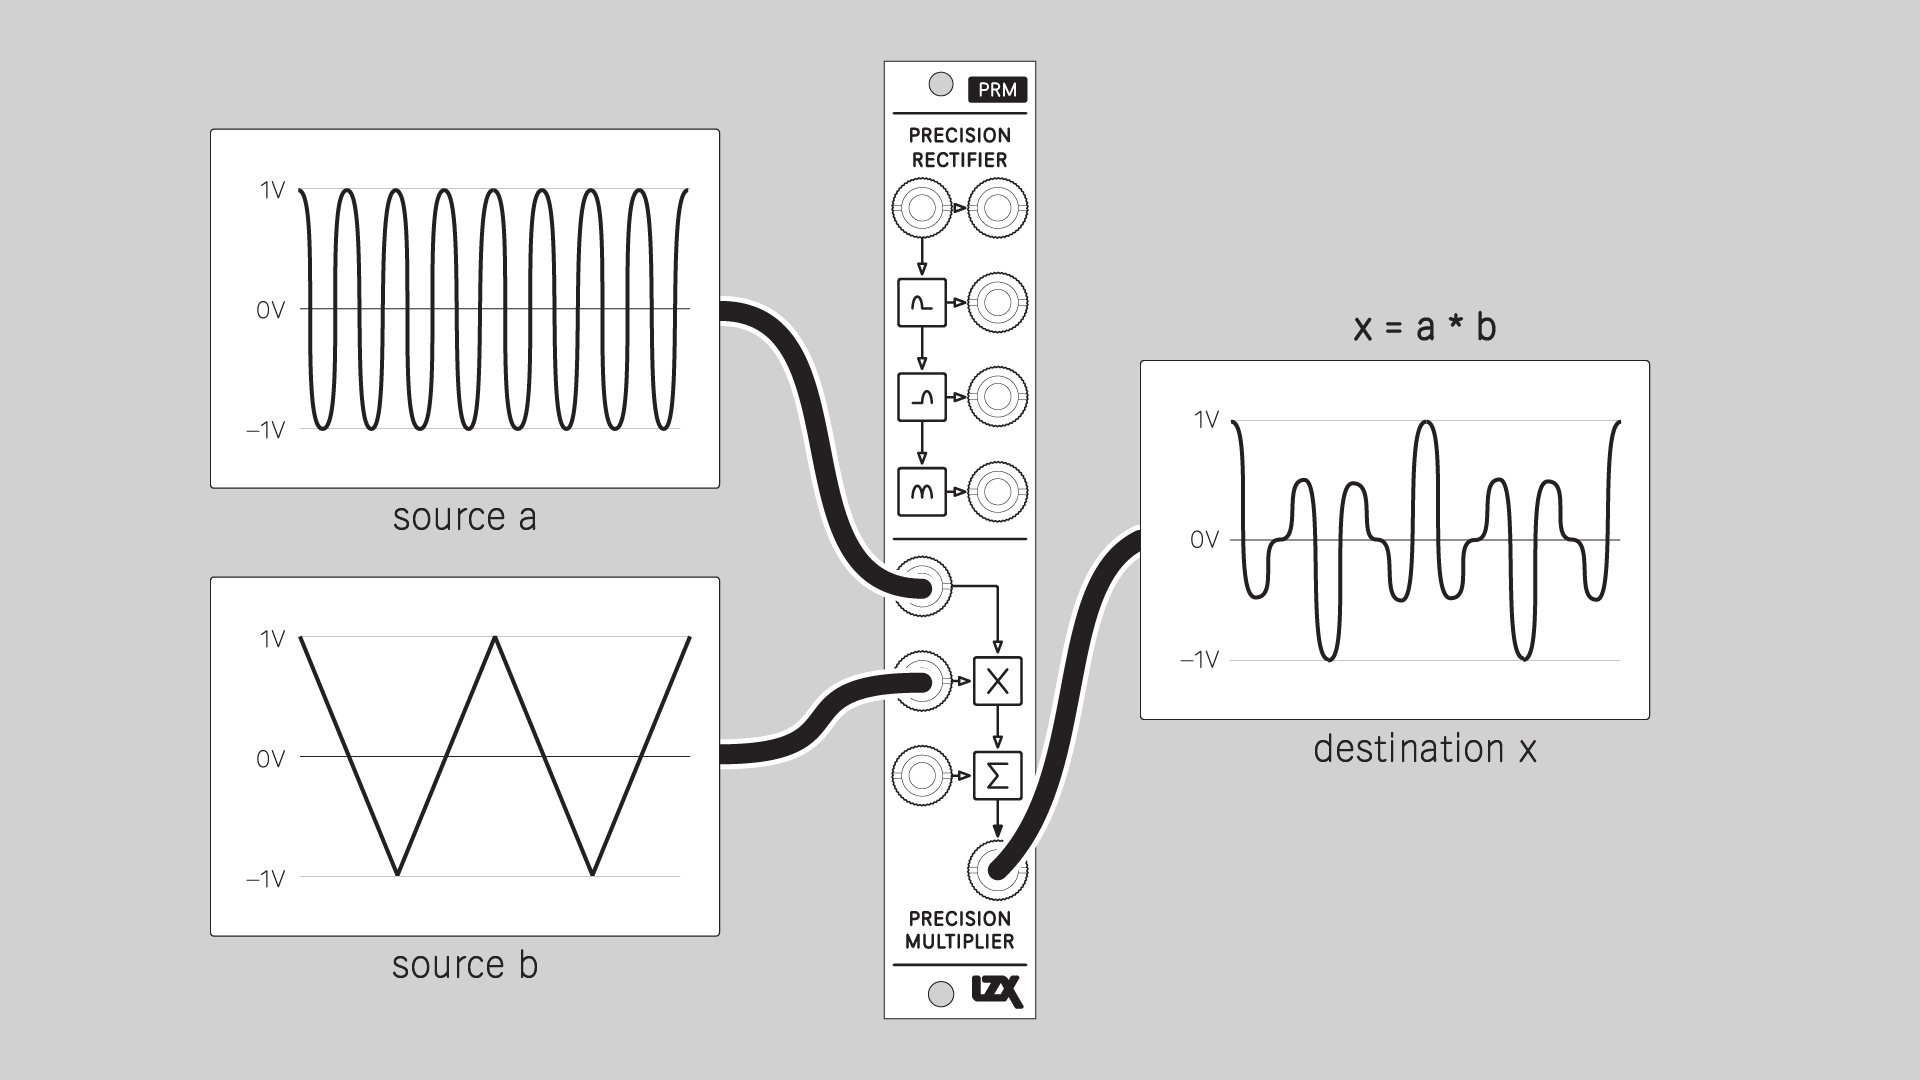 1V
0V
−1V
source a
1V
0V
−1V
source b
PRM
PRECISION
RECTIFIER
X
Σ
PRECISION
MULTIPLIER
LZX
x = a * b
1V
0V
−1V
destination x